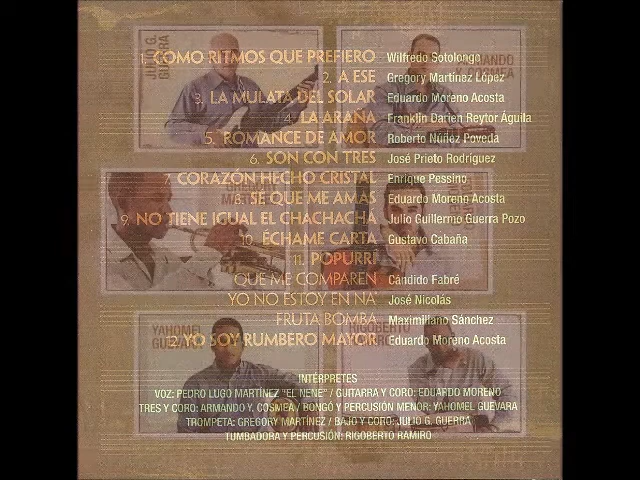 JULIO G. GUERRA
1. COMO RITMOS QUE PREFIERO Wilfredo Sotolongo
2. A ESE Gregory Martínez López
3. LA MULATA DEL SOLAR Eduardo Moreno Acosta
4. LA ARAÑA Franklin Darien Reytor Águila
5. ROMANCE DE AMOR Roberto Núñez Poveda
6. SON CON TRES José Prieto Rodríguez
7. CORAZÓN HECHO CRISTAL Enrique Pessino
8. SÉ QUE ME AMAS Eduardo Moreno Acosta
9. NO TIENE IGUAL EL CHACHACHÁ Julio Guillermo Guerra Pozo
10. ÉCHAME CARTA Gustavo Cabaña
11. POPURRÍ
QUE ME COMPAREN Cándido Fabré
YO NO ESTOY EN NA' José Nicolás
FRUTA BOMBA Maximiliano Sánchez
2. YO SOY RUMBERO MAYOR Eduardo Moreno Acosta
YAHOMEL GUEVARA
RIGOBERTO
INTÉRPRETES
VOZ: PEDRO LUGO MARTÍNEZ "EL NENE" / GUITARRA Y CORO: EDUARDO MORENO
TRES Y CORO: ARMANDO Y. COSMEA / BONGÓ Y PERCUSIÓN MENOR: YAHOMEL GUEVARA
TROMPETA: GREGORY MARTÍNEZ / BAJO Y CORO: JULIO G. GUERRA
TUMBADORA Y PERCUSIÓN: RIGOBERTO RAMIRO